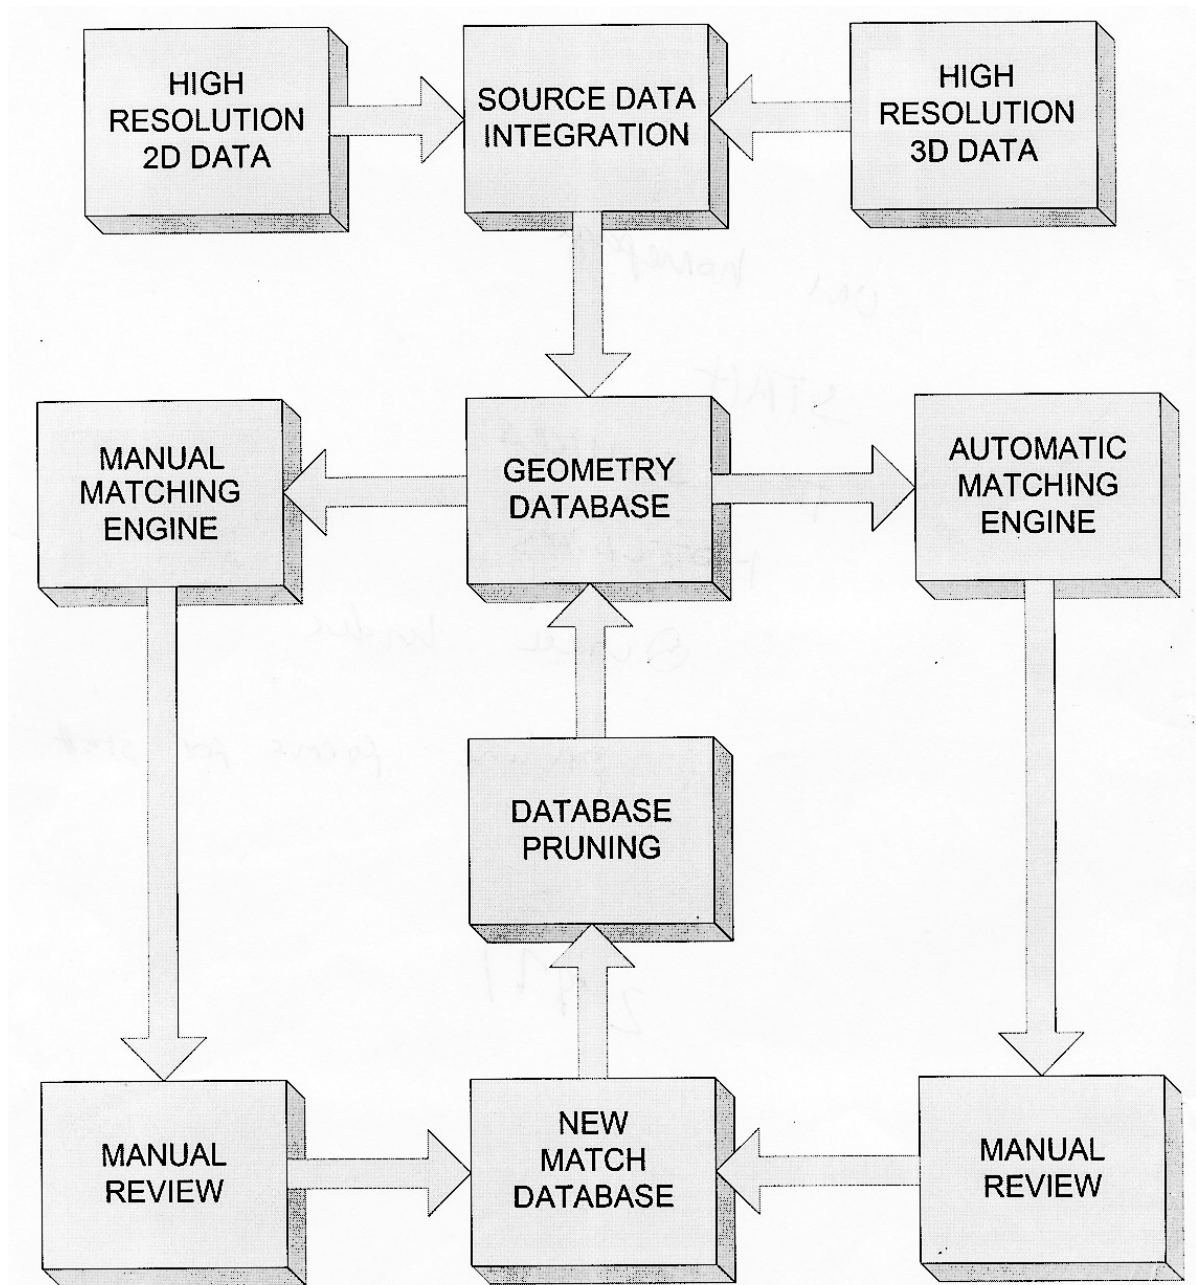 HIGH
RESOLUTION
2D DATA
SOURCE DATA
INTEGRATION
HIGH
RESOLUTION
3D DATA
MANUAL
MATCHING
ENGINE
GEOMETRY
DATABASE
AUTOMATIC
MATCHING
ENGINE
DATABASE
PRUNING
MANUAL
REVIEW
NEW
MATCH
DATABASE
MANUAL
REVIEW